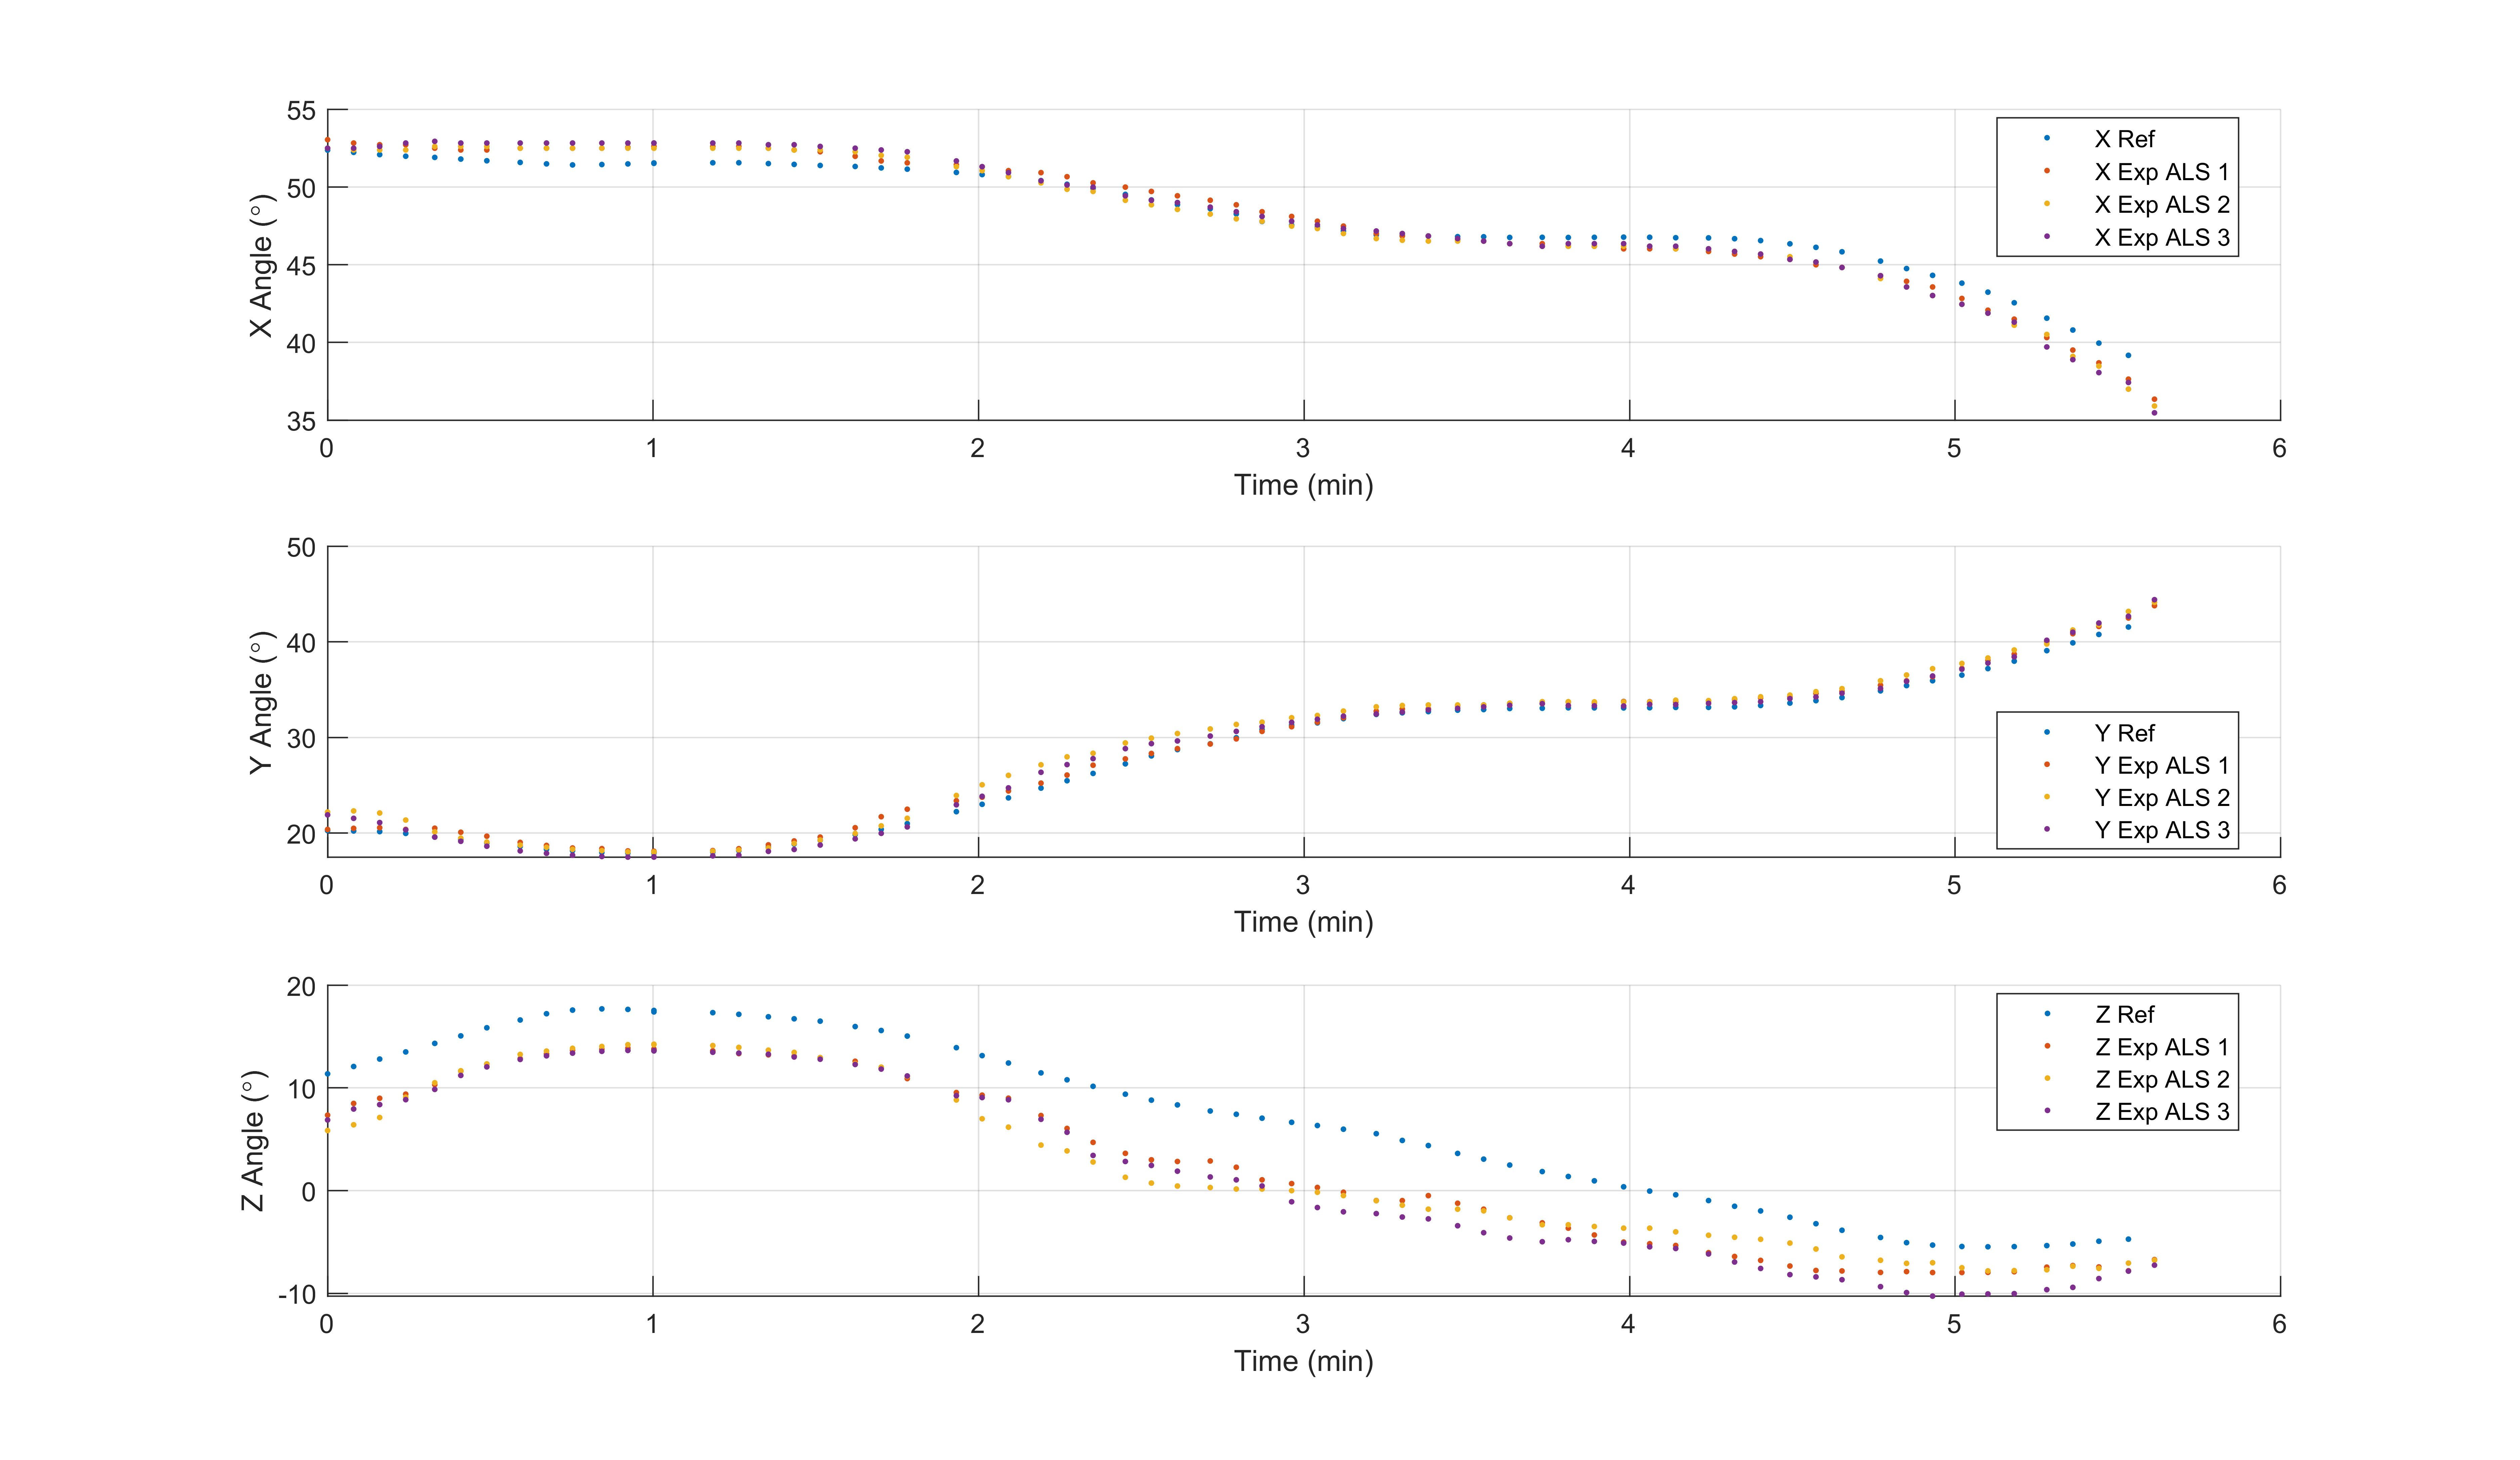 55
50
45
40
35
X Angle (°)
0 1 2 3 4 5 6
Time (min)
X Ref
X Exp ALS 1
X Exp ALS 2
X Exp ALS 3
50
40
30
20
Y Angle (°)
0 1 2 3 4 5 6
Time (min)
Y Ref
Y Exp ALS 1
Y Exp ALS 2
Y Exp ALS 3
20
10
0
-10
Z Angle (°)
0 1 2 3 4 5 6
Time (min)
Z Ref
Z Exp ALS 1
Z Exp ALS 2
Z Exp ALS 3